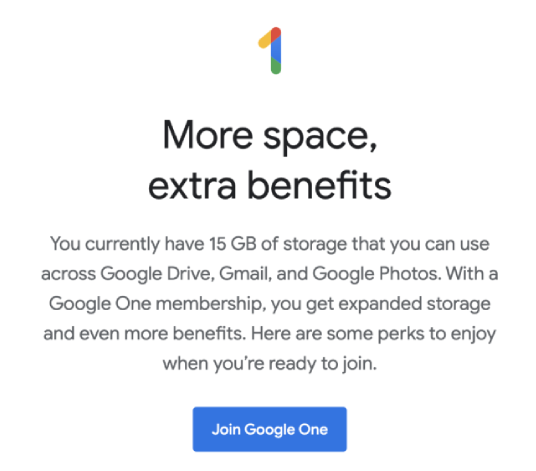 More space,
extra benefits
You currently have 15 GB of storage that you can use
across Google Drive, Gmail, and Google Photos. With a
Google One membership, you get expanded storage
and even more benefits. Here are some perks to enjoy
when you’re ready to join.
Join Google One